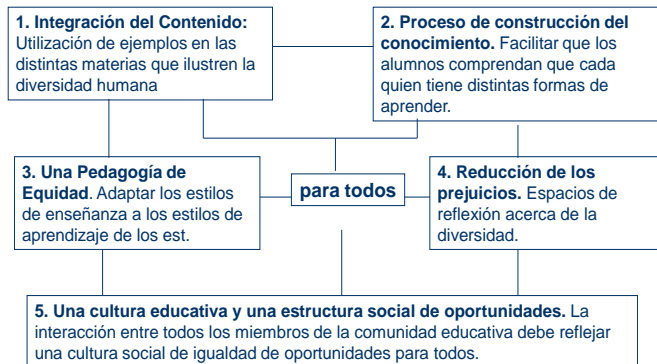 1. Integración del Contenido:
Utilización de ejemplos en las
distintas materias que ilustren la
diversidad humana
2. Proceso de construcción del
conocimiento. Facilitar que los
alumnos comprendan que cada
quien tiene distintas formas de
aprender.
3. Una Pedagogía de
Equidad. Adaptar los estilos
de enseñanza a los estilos de
aprendizaje de los est.
para todos
4. Reducción de los
prejuicios. Espacios de
reflexión acerca de la
diversidad.
5. Una cultura educativa y una estructura social de oportunidades. La
interacción entre todos los miembros de la comunidad educativa debe reflejar
una cultura social de igualdad de oportunidades para todos.